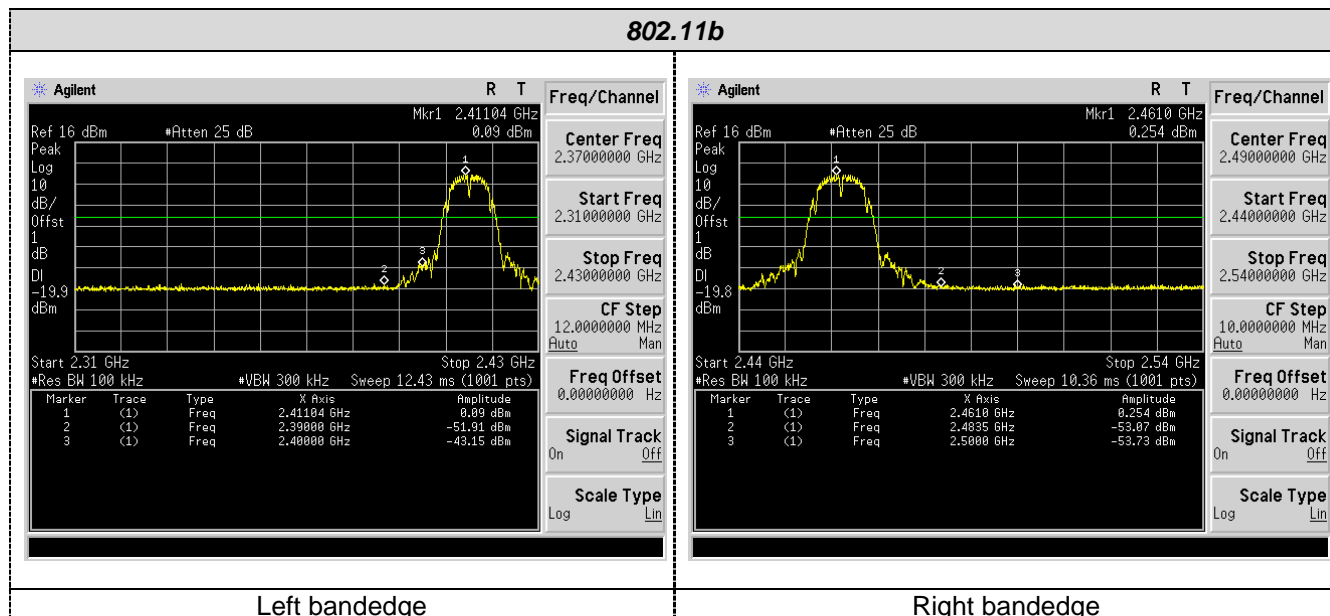 802.11b
Agilent R T
Mkr1 2.41104 GHz
Ref 16 dBm #Atten 25 dB 0.09 dBm
Peak
Log
10
dB/
Offst
1
dB
DI
-19.9
dBm
1
2
3
Start 2.31 GHz Stop 2.43 GHz
#Res BW 100 kHz #VBW 300 kHz Sweep 12.43 ms (1001 pts)
Marker Trace Type X Axis Amplitude
1 (1) Freq 2.41104 GHz 0.09 dBm
2 (1) Freq 2.39000 GHz -51.91 dBm
3 (1) Freq 2.40000 GHz -43.15 dBm
Freq/Channel
Center Freq
2.37000000 GHz
Start Freq
2.31000000 GHz
Stop Freq
2.43000000 GHz
CF Step
12.0000000 MHz
Auto Man
Freq Offset
0.00000000 Hz
Signal Track
On Off
Scale Type
Log Lin
Left bandedge
Agilent R T
Mkr1 2.4610 GHz
Ref 16 dBm #Atten 25 dB 0.254 dBm
Peak
Log
10
dB/
Offst
1
dB
DI
-19.8
dBm
1
2
3
Start 2.44 GHz Stop 2.54 GHz
#Res BW 100 kHz #VBW 300 kHz Sweep 10.36 ms (1001 pts)
Marker Trace Type X Axis Amplitude
1 (1) Freq 2.4610 GHz 0.254 dBm
2 (1) Freq 2.4835 GHz -53.07 dBm
3 (1) Freq 2.5000 GHz -53.73 dBm
Freq/Channel
Center Freq
2.49000000 GHz
Start Freq
2.44000000 GHz
Stop Freq
2.54000000 GHz
CF Step
10.0000000 MHz
Auto Man
Freq Offset
0.00000000 Hz
Signal Track
On Off
Scale Type
Log Lin
Right bandedge